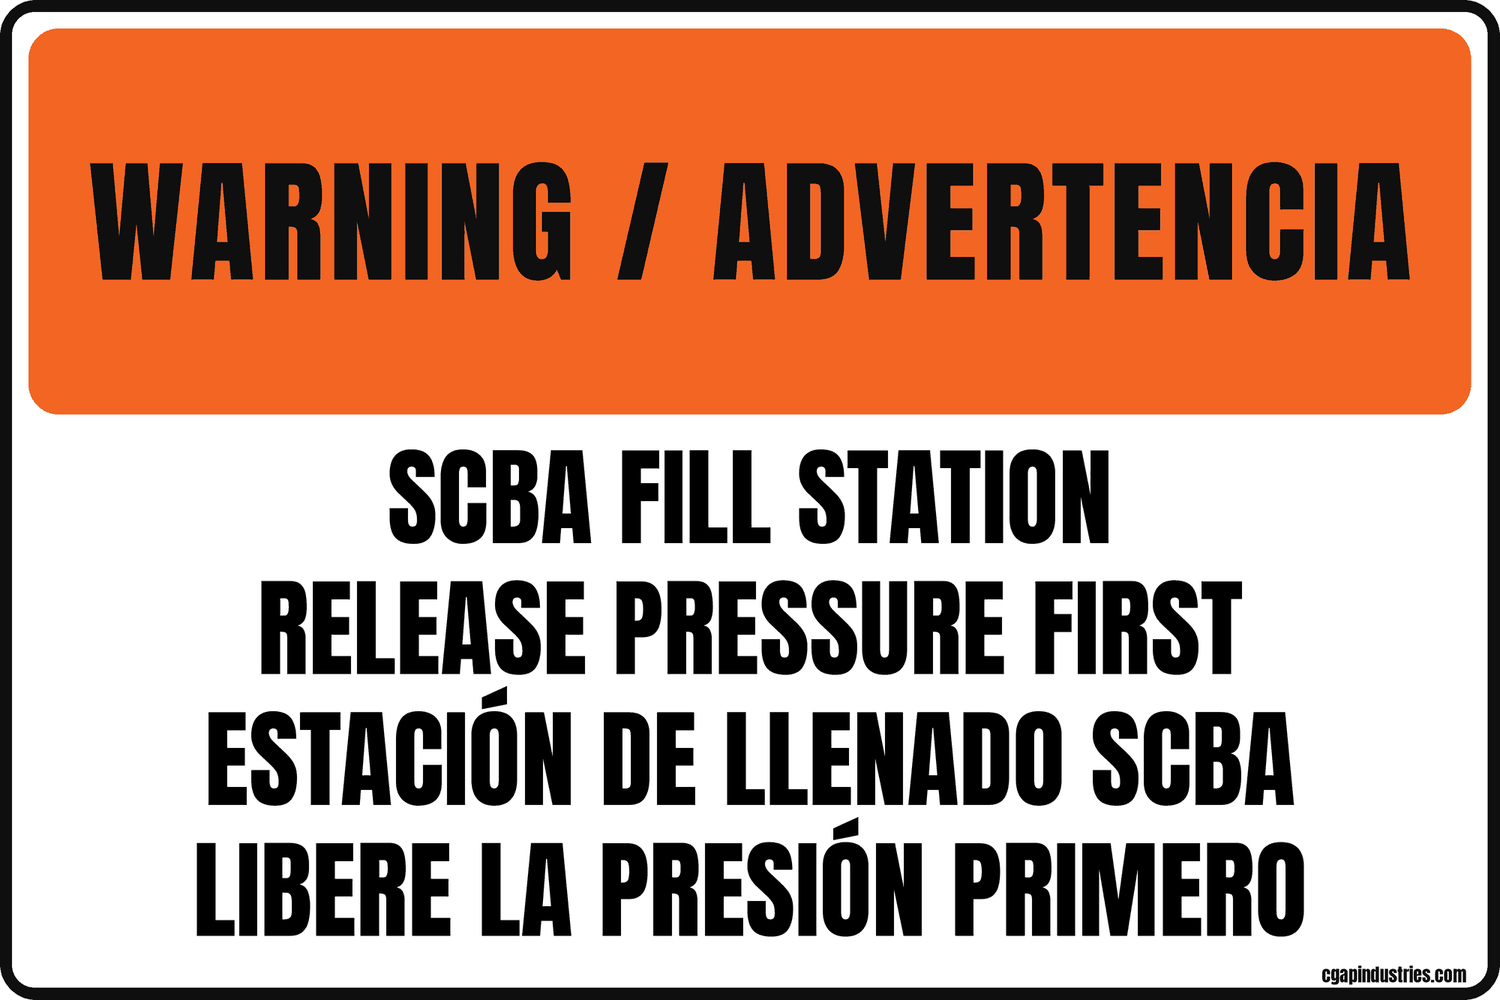 WARNING / ADVERTENCIA
SCBA FILL STATION
RELEASE PRESSURE FIRST
ESTACIÓN DE LLENADO SCBA
LIBERE LA PRESIÓN PRIMERO
cgapindustries.com